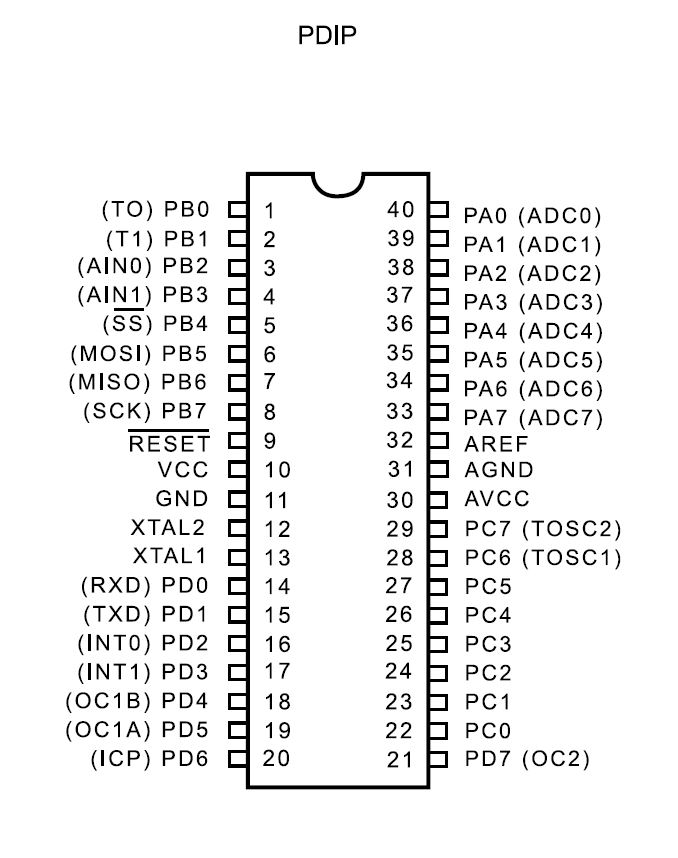 PDIP
(TO) PB0 1 40 PA0 (ADC0)
(T1) PB1 2 39 PA1 (ADC1)
(AIN0) PB2 3 38 PA2 (ADC2)
(AIN1) PB3 4 37 PA3 (ADC3)
(S̅S̅) PB4 5 36 PA4 (ADC4)
(MOSI) PB5 6 35 PA5 (ADC5)
(MISO) PB6 7 34 PA6 (ADC6)
(SCK) PB7 8 33 PA7 (ADC7)
R̅E̅S̅E̅T̅ 9 32 AREF
VCC 10 31 AGND
GND 11 30 AVCC
XTAL2 12 29 PC7 (TOSC2)
XTAL1 13 28 PC6 (TOSC1)
(RXD) PD0 14 27 PC5
(TXD) PD1 15 26 PC4
(INT0) PD2 16 25 PC3
(INT1) PD3 17 24 PC2
(OC1B) PD4 18 23 PC1
(OC1A) PD5 19 22 PC0
(ICP) PD6 20 21 PD7 (OC2)